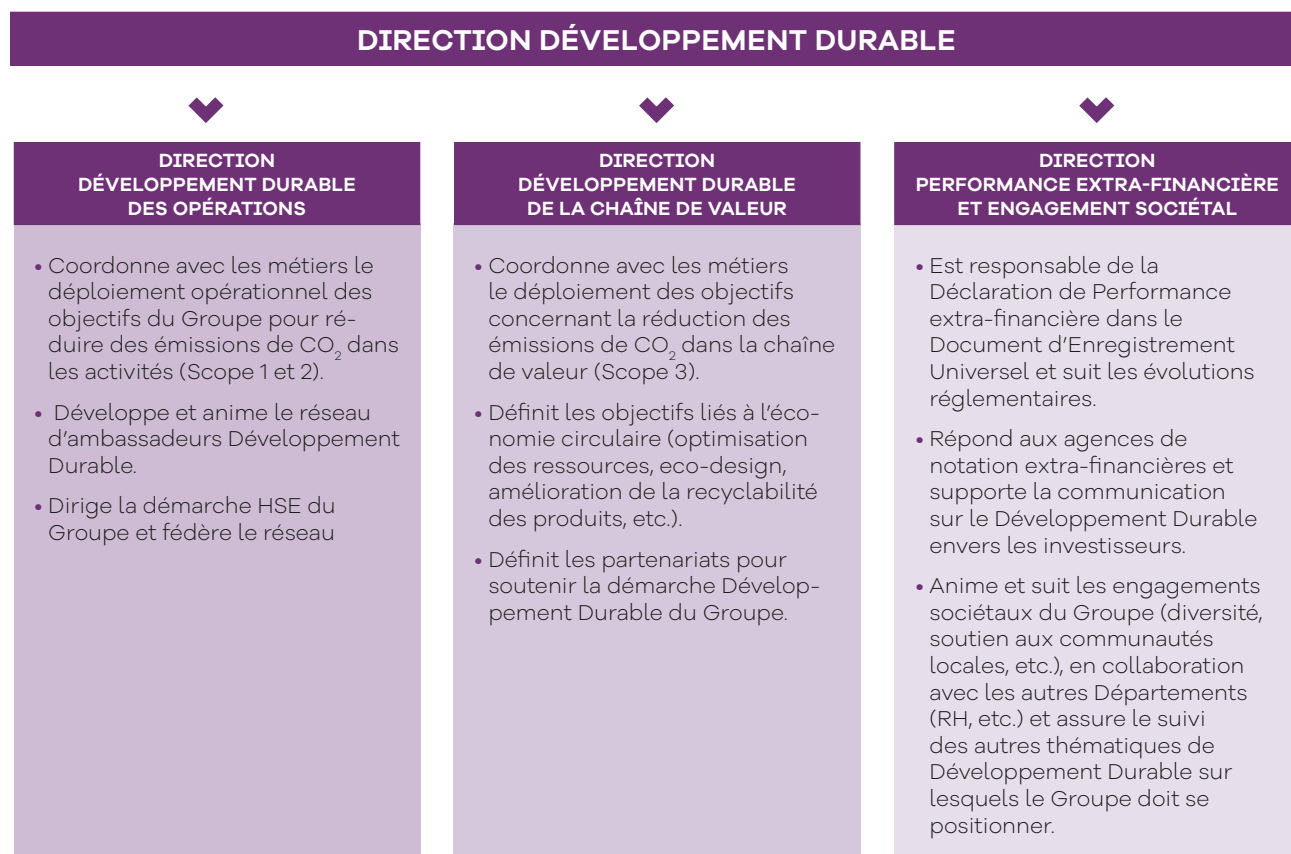 DIRECTION DÉVELOPPEMENT DURABLE
DIRECTION
DÉVELOPPEMENT DURABLE
DES OPÉRATIONS
• Coordonne avec les métiers le
déploiement opérationnel des
objectifs du Groupe pour ré-
duire des émissions de CO₂ dans
les activités (Scope 1 et 2).
• Développe et anime le réseau
d'ambassadeurs Développement
Durable.
• Dirige la démarche HSE du
Groupe et fédère le réseau
DIRECTION
DÉVELOPPEMENT DURABLE
DE LA CHAÎNE DE VALEUR
• Coordonne avec les métiers
le déploiement des objectifs
concernant la réduction des
émissions de CO₂ dans la chaîne
de valeur (Scope 3).
• Définit les objectifs liés à l'éco-
nomie circulaire (optimisation
des ressources, eco-design,
amélioration de la recyclabilité
des produits, etc.).
• Définit les partenariats pour
soutenir la démarche Dévelop-
pement Durable du Groupe.
DIRECTION
PERFORMANCE EXTRA-FINANCIÈRE
ET ENGAGEMENT SOCIÉTAL
• Est responsable de la
Déclaration de Performance
extra-financière dans le
Document d'Enregistrement
Universel et suit les évolutions
réglementaires.
• Répond aux agences de
notation extra-financières et
supporte la communication
sur le Développement Durable
envers les investisseurs.
• Anime et suit les engagements
sociétaux du Groupe (diversité,
soutien aux communautés
locales, etc.), en collaboration
avec les autres Départements
(RH, etc.) et assure le suivi
des autres thématiques de
Développement Durable sur
lesquels le Groupe doit se
positionner.